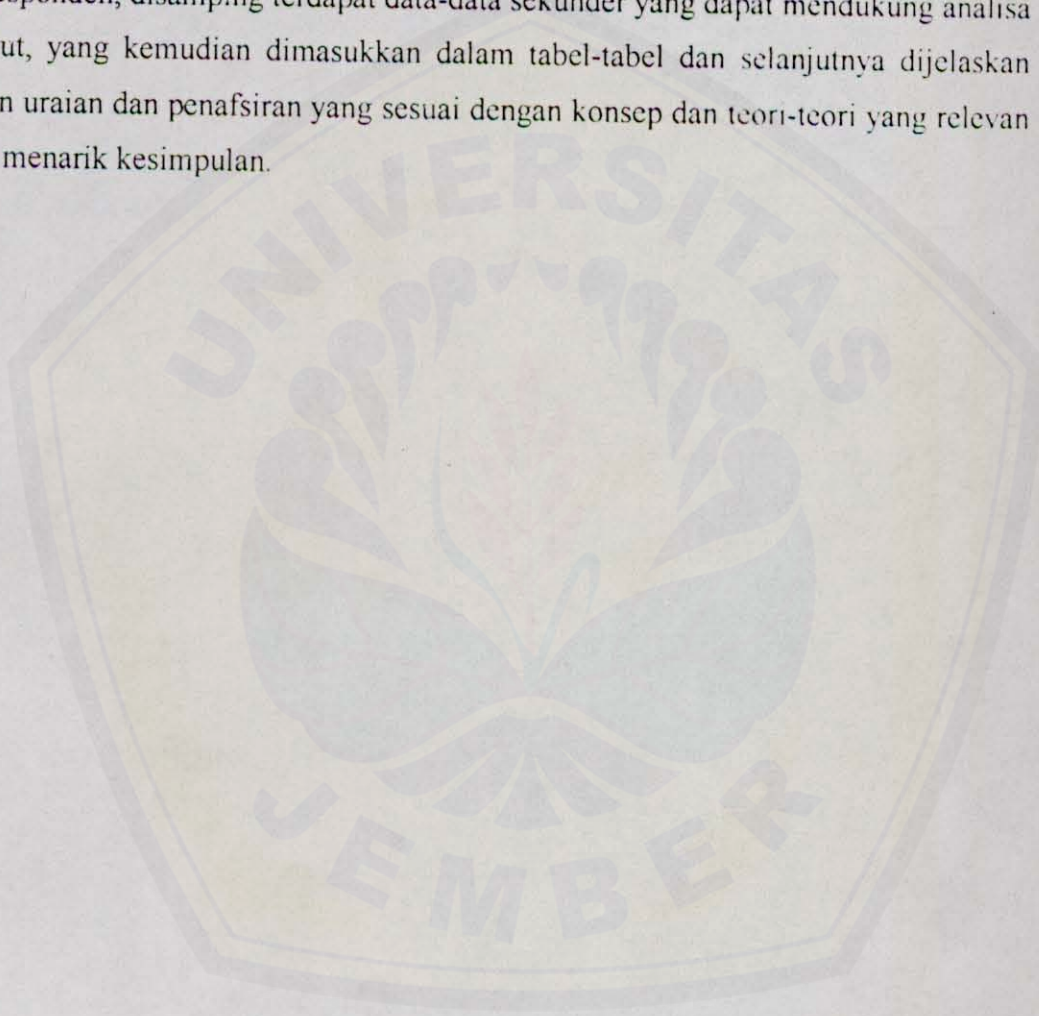 sponden, disamping terdapat data-data sekunder yang dapat mendukung analisa
ut, yang kemudian dimasukkan dalam tabel-tabel dan selanjutnya dijelaskan
n uraian dan penafsiran yang sesuai dengan konsep dan teori-teori yang relevan
menarik kesimpulan.
UNIVERSITAS
JEMBER